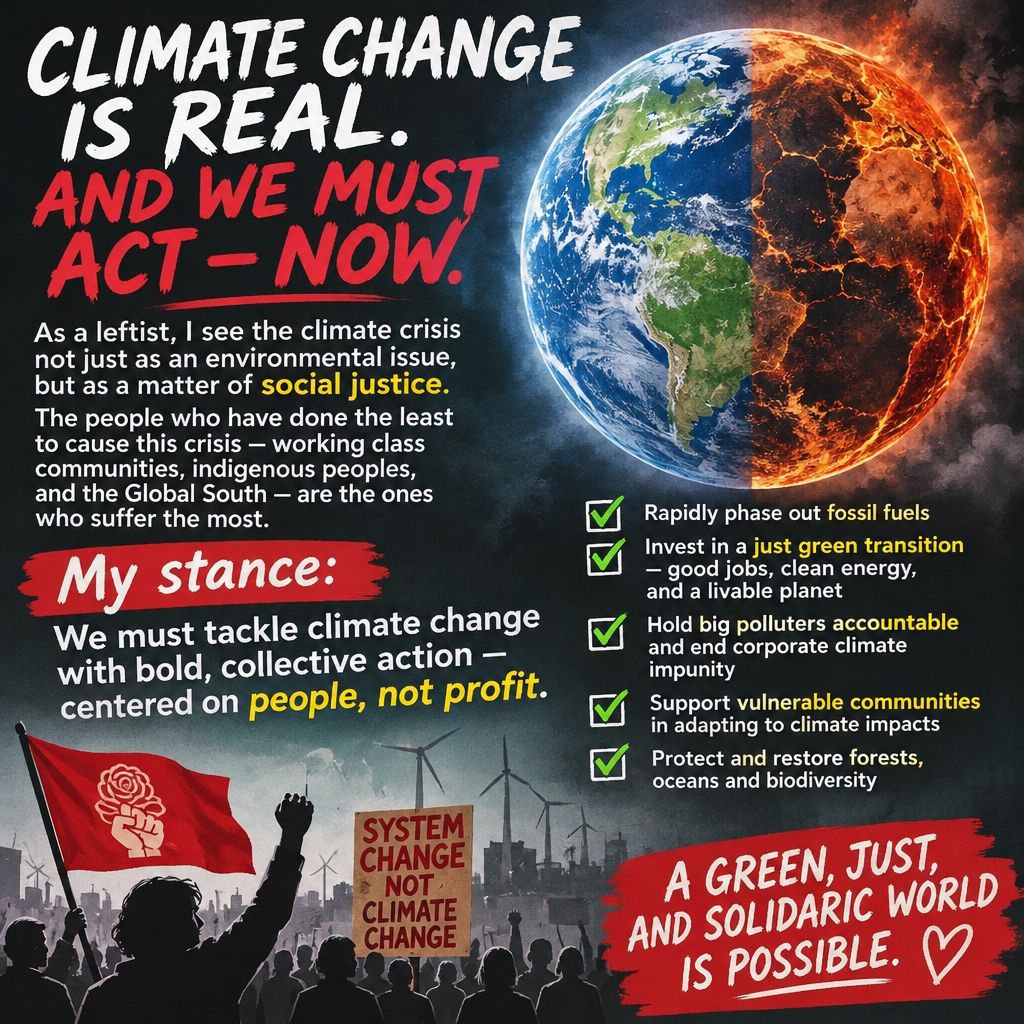 CLIMATE CHANGE
IS REAL.
AND WE MUST
ACT – NOW.
As a leftist, I see the climate crisis
not just as an environmental issue,
but as a matter of social justice.
The people who have done the least
to cause this crisis – working class
communities, indigenous peoples,
and the Global South – are the ones
who suffer the most.
My stance:
We must tackle climate change
with bold, collective action –
centered on people, not profit.
Rapidly phase out fossil fuels
Invest in a just green transition
– good jobs, clean energy,
and a livable planet
Hold big polluters accountable
and end corporate climate
impunity
Support vulnerable communities
in adapting to climate impacts
Protect and restore forests,
oceans and biodiversity
SYSTEM
CHANGE
NOT
CLIMATE
CHANGE
A GREEN, JUST,
AND SOLIDARIC WORLD
IS POSSIBLE.